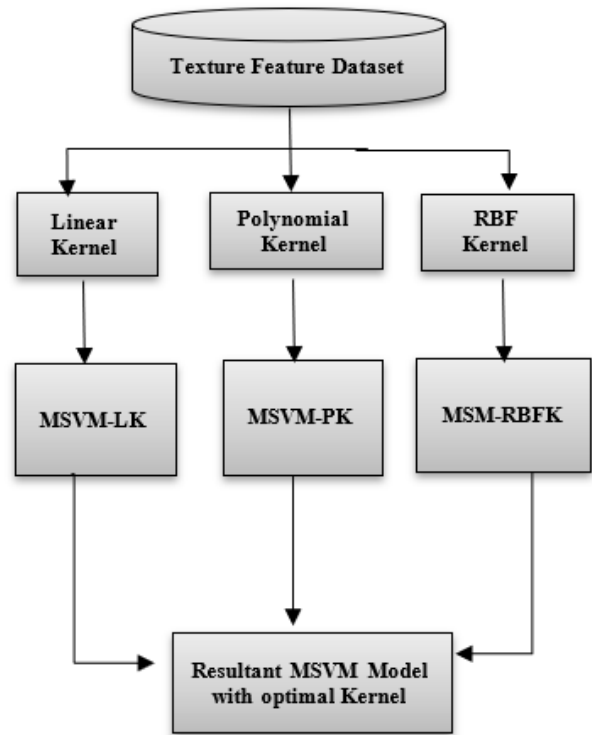 Texture Feature Dataset
Linear
Kernel
Polynomial
Kernel
RBF
Kernel
MSVM-LK
MSVM-PK
MSM-RBFK
Resultant MSVM Model
with optimal Kernel